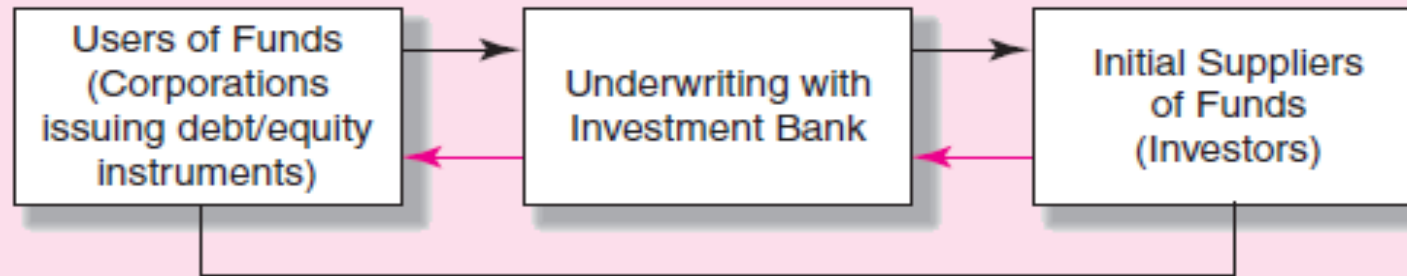 Users of Funds
(Corporations
issuing debt/equity
instruments)
Underwriting with
Investment Bank
Initial Suppliers
of Funds
(Investors)